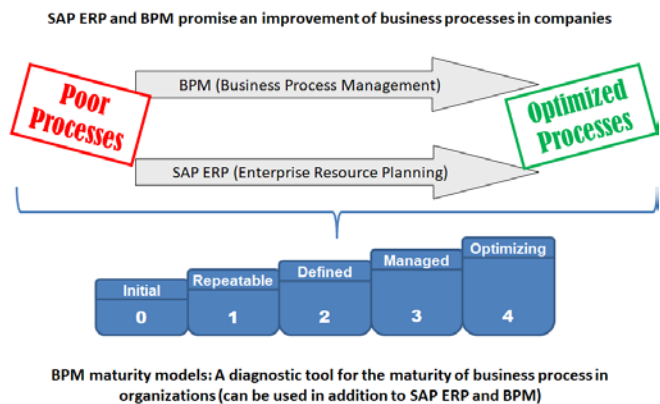 SAP ERP and BPM promise an improvement of business processes in companies
BPM (Business Process Management)
Poor
Processes
Optimized
Processes
SAP ERP (Enterprise Resource Planning)
Initial
0
Repeatable
1
Defined
2
Managed
3
Optimizing
4
BPM maturity models: A diagnostic tool for the maturity of business process in
organizations (can be used in addition to SAP ERP and BPM)